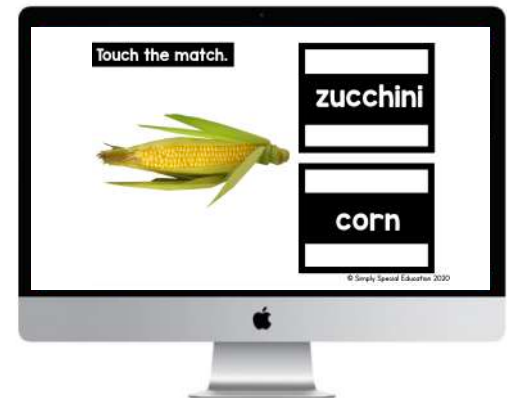 Touch the match.
zucchini
corn
© Simply Special Education 2020